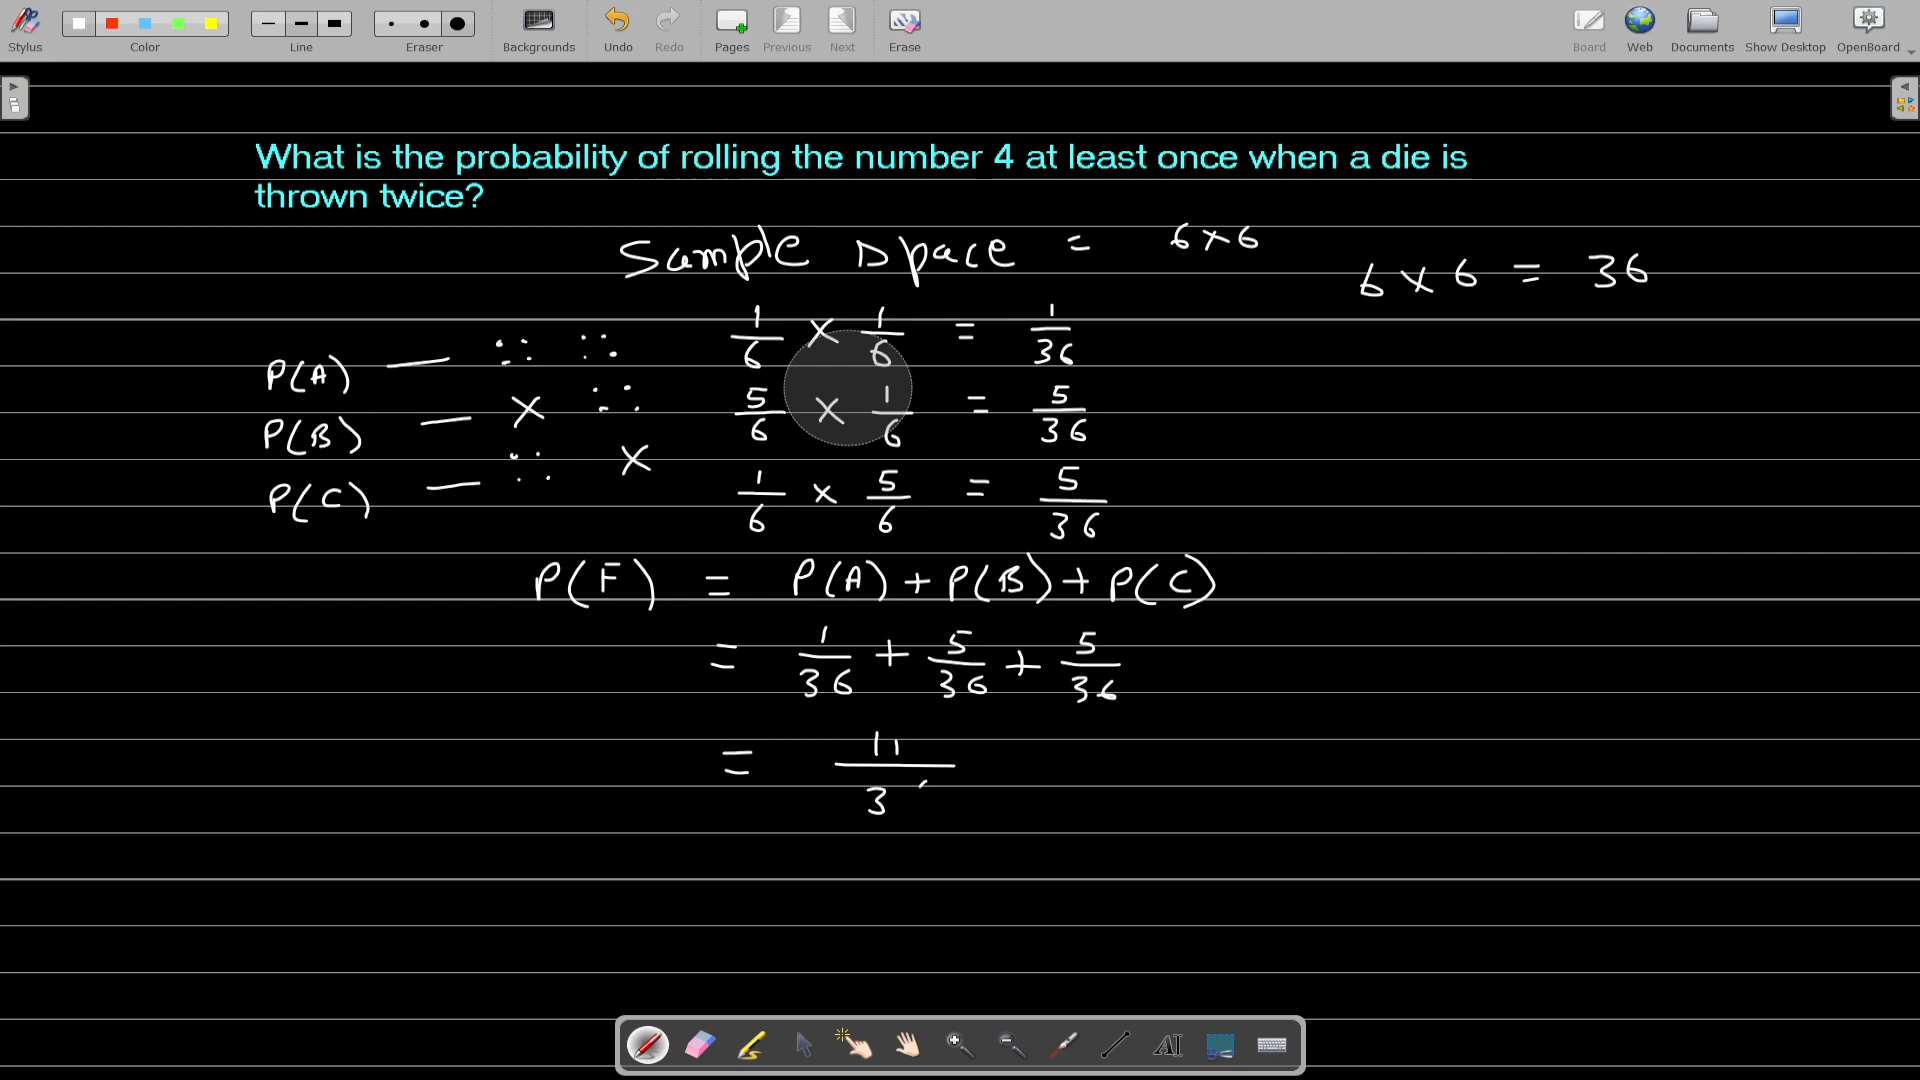 Stylus Color Line Eraser Backgrounds Undo Redo Pages Previous Next Erase Board Web Documents Show Desktop OpenBoard
What is the probability of rolling the number 4 at least once when a die is
thrown twice?
Sample space = 6×6
6 × 6 = 36
P(A) — 1/6 × 1/6 = 1/36
P(B) — × 5/6 × 1/6 = 5/36
P(C) — × 1/6 × 5/6 = 5/36
P(F) = P(A) + P(B) + P(C)
= 1/36 + 5/36 + 5/36
= 11/3
AI